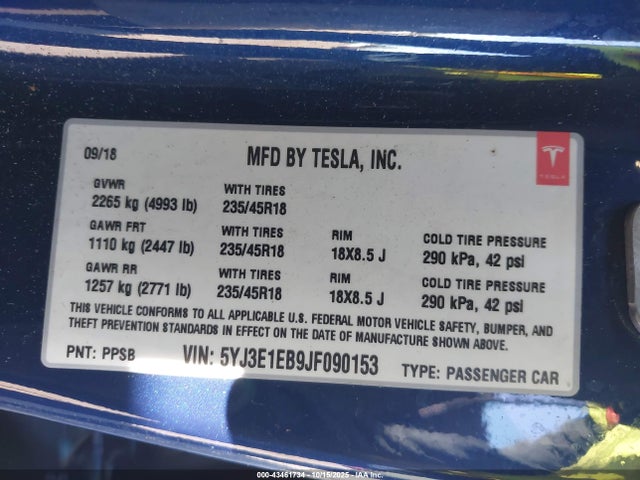 09/18 MFD BY TESLA, INC. TESLA
GVWR WITH TIRES
2265 kg (4993 lb) 235/45R18
GAWR FRT WITH TIRES RIM COLD TIRE PRESSURE
1110 kg (2447 lb) 235/45R18 18X8.5 J 290 kPa, 42 psi
GAWR RR WITH TIRES RIM COLD TIRE PRESSURE
1257 kg (2771 lb) 235/45R18 18X8.5 J 290 kPa, 42 psi
THIS VEHICLE CONFORMS TO ALL APPLICABLE U.S. FEDERAL MOTOR VEHICLE SAFETY, BUMPER, AND
THEFT PREVENTION STANDARDS IN EFFECT ON THE DATE OF MANUFACTURE SHOWN ABOVE.
PNT: PPSB VIN: 5YJ3E1EB9JF090153 TYPE: PASSENGER CAR
000-43461734 - 10/15/2025 - IAA Inc.